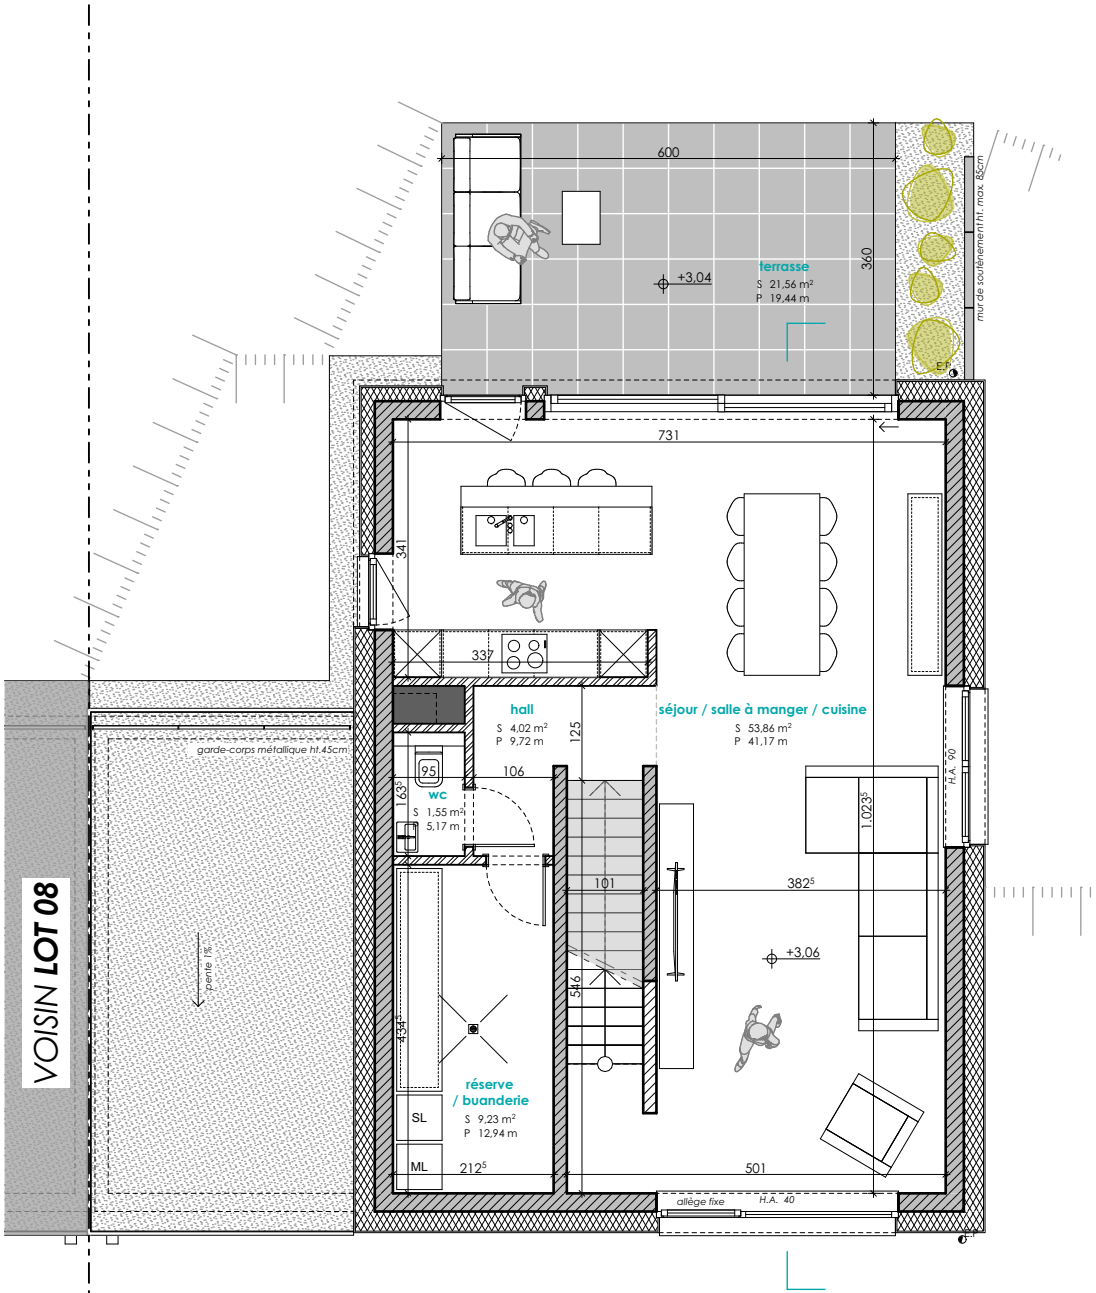 600
mur de soutènement ht. max. 85cm
360
+3,04
terrasse
S 21,56 m²
P 19,44 m
E.P
731
341
337
hall
S 4,02 m²
P 9,72 m
125
séjour / salle à manger / cuisine
S 53,86 m²
P 41,17 m
garde-corps métallique ht.45cm
95
106
163⁵
wc
S 1,55 m²
P 5,17 m
H.A. 90
1.023⁵
101
382⁵
VOISIN LOT 08
pente 1%
+3,06
546
434⁵
réserve
/ buanderie
S 9,23 m²
P 12,94 m
SL
ML
212⁵
501
allège fixe
H.A. 40
E.P